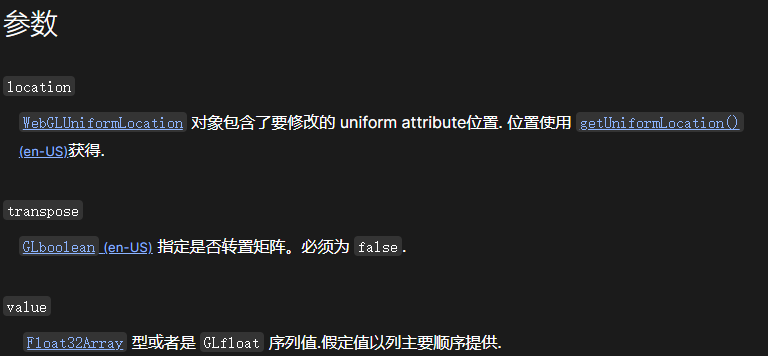 参数
location
WebGLUniformLocation 对象包含了要修改的 uniform attribute位置. 位置使用 getUniformLocation()
(en-US)获得.
transpose
GLboolean (en-US) 指定是否转置矩阵。必须为 false.
value
Float32Array 型或者是 GLfloat 序列值.假定值以列主要顺序提供.